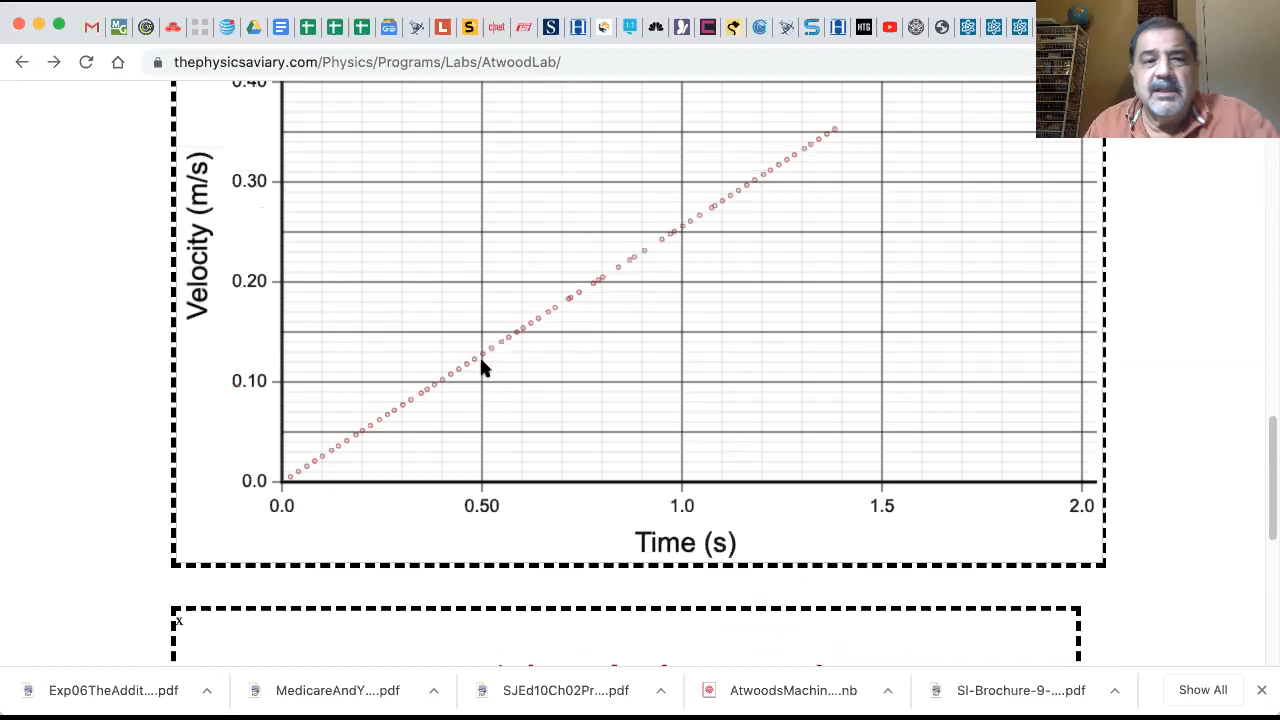 cnet
HTG
thephysicsaviary.com/Physics/Programs/Labs/AtwoodLab/
0.40
0.30
0.20
0.10
0.0
Velocity (m/s)
0.0 0.50 1.0 1.5 2.0
Time (s)
x
Exp06TheAddit....pdf
MedicareAndY....pdf
SJEd10Ch02Pr....pdf
AtwoodsMachin....nb
SI-Brochure-9-....pdf
Show All